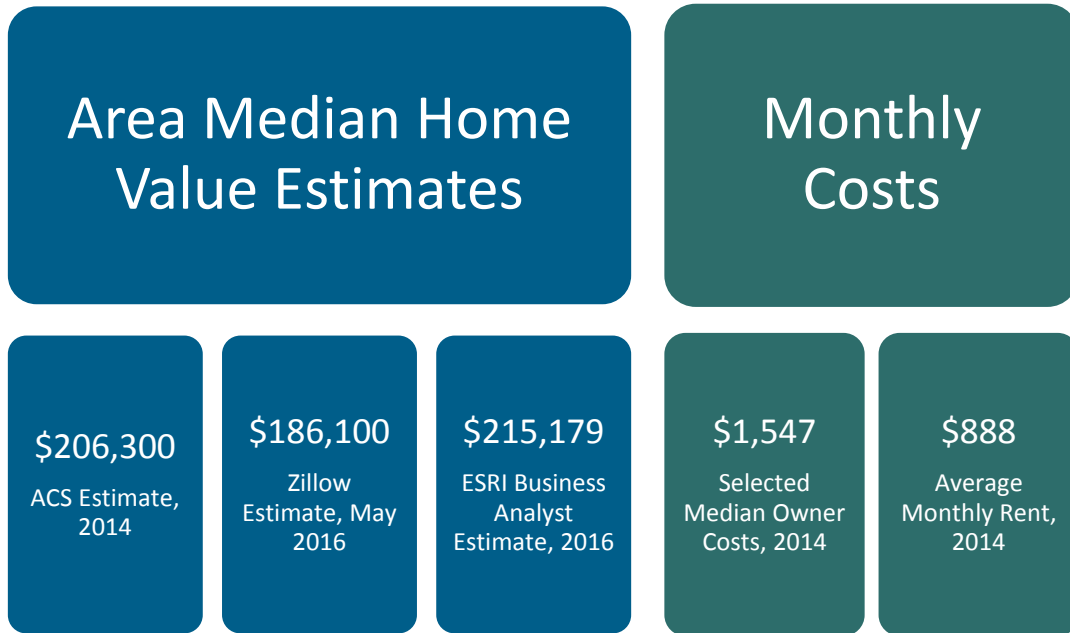 Area Median Home
Value Estimates
Monthly
Costs
$206,300
ACS Estimate,
2014
$186,100
Zillow
Estimate, May
2016
$215,179
ESRI Business
Analyst
Estimate, 2016
$1,547
Selected
Median Owner
Costs, 2014
$888
Average
Monthly Rent,
2014